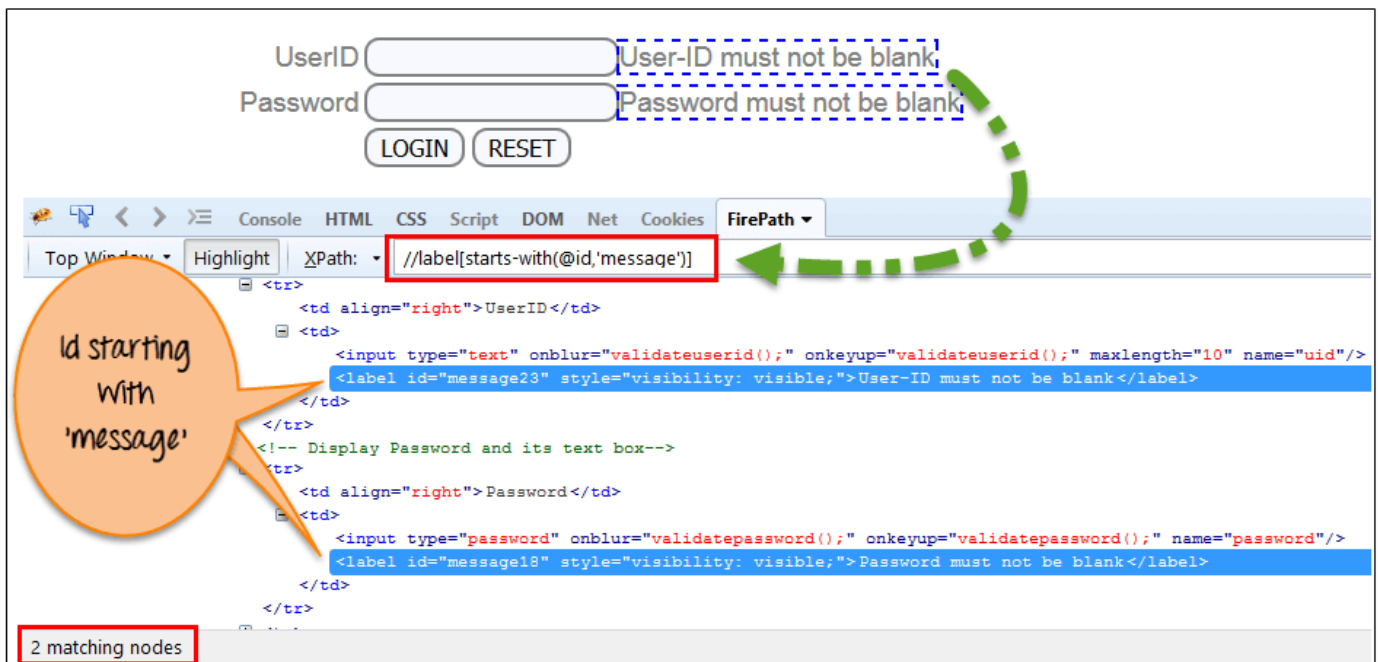 UserID User-ID must not be blank
Password Password must not be blank
LOGIN RESET
Console HTML CSS Script DOM Net Cookies FirePath
Top Window Highlight XPath: //label[starts-with(@id,'message')]
<tr>
<td align="right">UserID</td>
<td>
<input type="text" onblur="validateuserid();" onkeyup="validateuserid();" maxlength="10" name="uid"/>
<label id="message23" style="visibility: visible;">User-ID must not be blank</label>
</td>
</tr>
<!-- Display Password and its text box-->
<tr>
<td align="right">Password</td>
<td>
<input type="password" onblur="validatepassword();" onkeyup="validatepassword();" name="password"/>
<label id="message18" style="visibility: visible;">Password must not be blank</label>
</td>
</tr>
Id starting
With
'message'
2 matching nodes